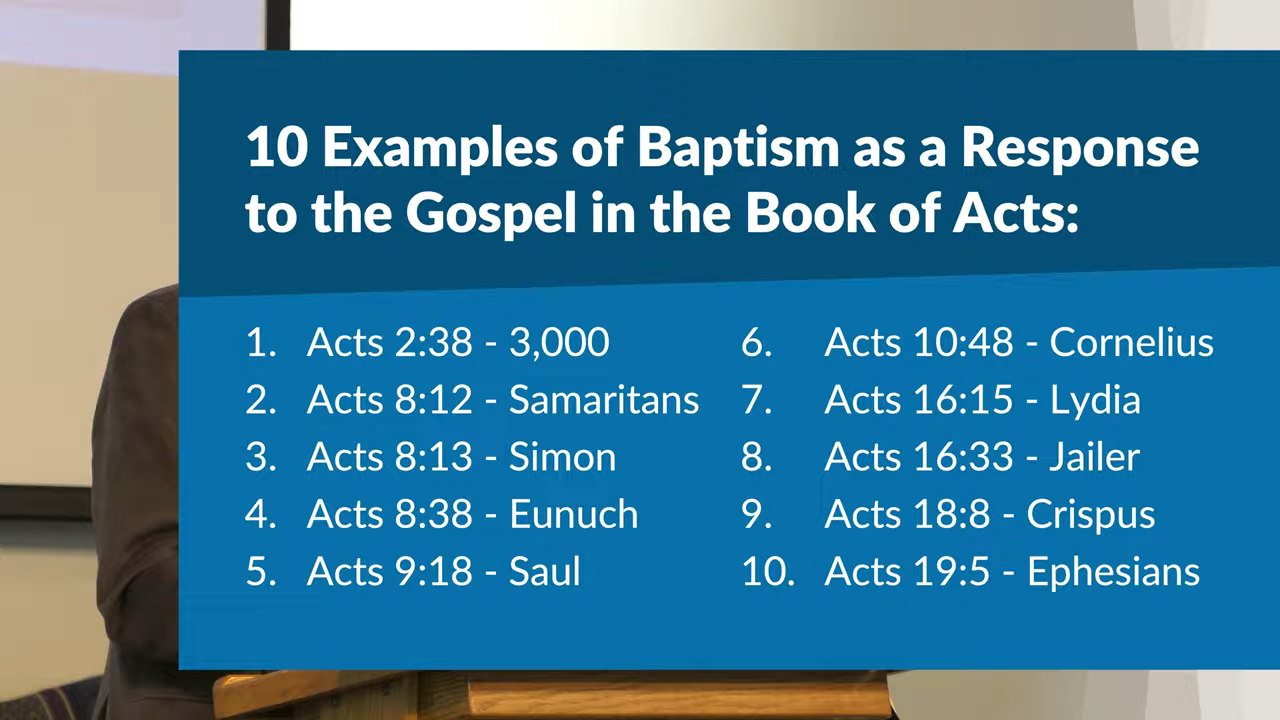 10 Examples of Baptism as a Response
to the Gospel in the Book of Acts:
1. Acts 2:38 - 3,000
2. Acts 8:12 - Samaritans
3. Acts 8:13 - Simon
4. Acts 8:38 - Eunuch
5. Acts 9:18 - Saul
6. Acts 10:48 - Cornelius
7. Acts 16:15 - Lydia
8. Acts 16:33 - Jailer
9. Acts 18:8 - Crispus
10. Acts 19:5 - Ephesians